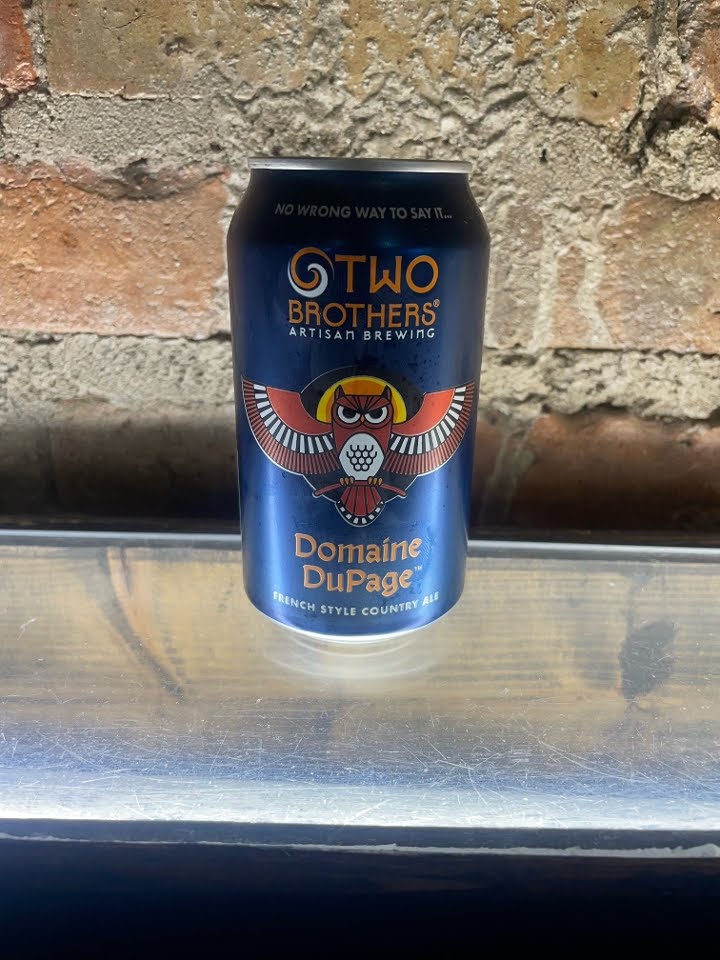 NO WRONG WAY TO SAY IT...
TWO
BROTHERS®
ARTISAN BREWING
Domaine
DuPage™
FRENCH STYLE COUNTRY ALE